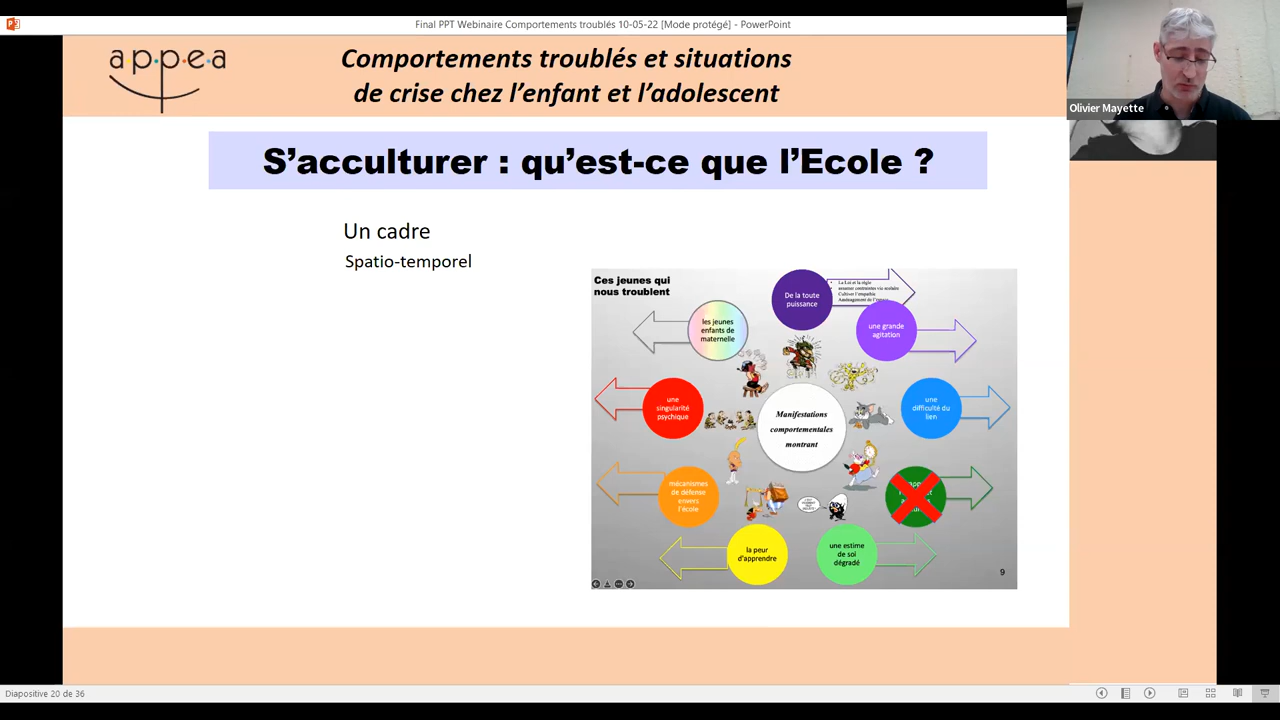 Final PPT Webinaire Comportements troublés 10-05-22 [Mode protégé] - PowerPoint
appea
Comportements troublés et situations
de crise chez l’enfant et l’adolescent
Olivier Mayette
S’acculturer : qu’est-ce que l’Ecole ?
Un cadre
Spatio-temporel
Ces jeunes qui
nous troublent
De la toute
puissance
La Loi et la règle
assumer contraintes vie scolaire
Cultiver l'empathie
Aménagement de
les jeunes
enfants de
maternelle
une grande
agitation
une
singularité
psychique
Manifestations
comportementales
montrant
une
difficulté du
lien
mécanismes
de défense
envers
l'école
la peur
d'apprendre
une estime
de soi
dégradé
9
Diapositive 20 de 36